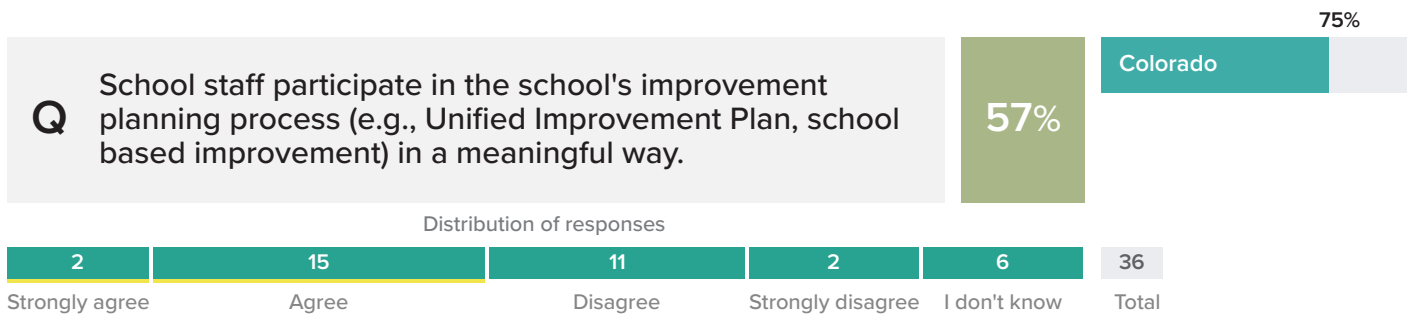 75%
Q
School staff participate in the school's improvement
planning process (e.g., Unified Improvement Plan, school
based improvement) in a meaningful way.
57%
Colorado
Distribution of responses
2 15 11 2 6 36
Strongly agree Agree Disagree Strongly disagree I don't know Total